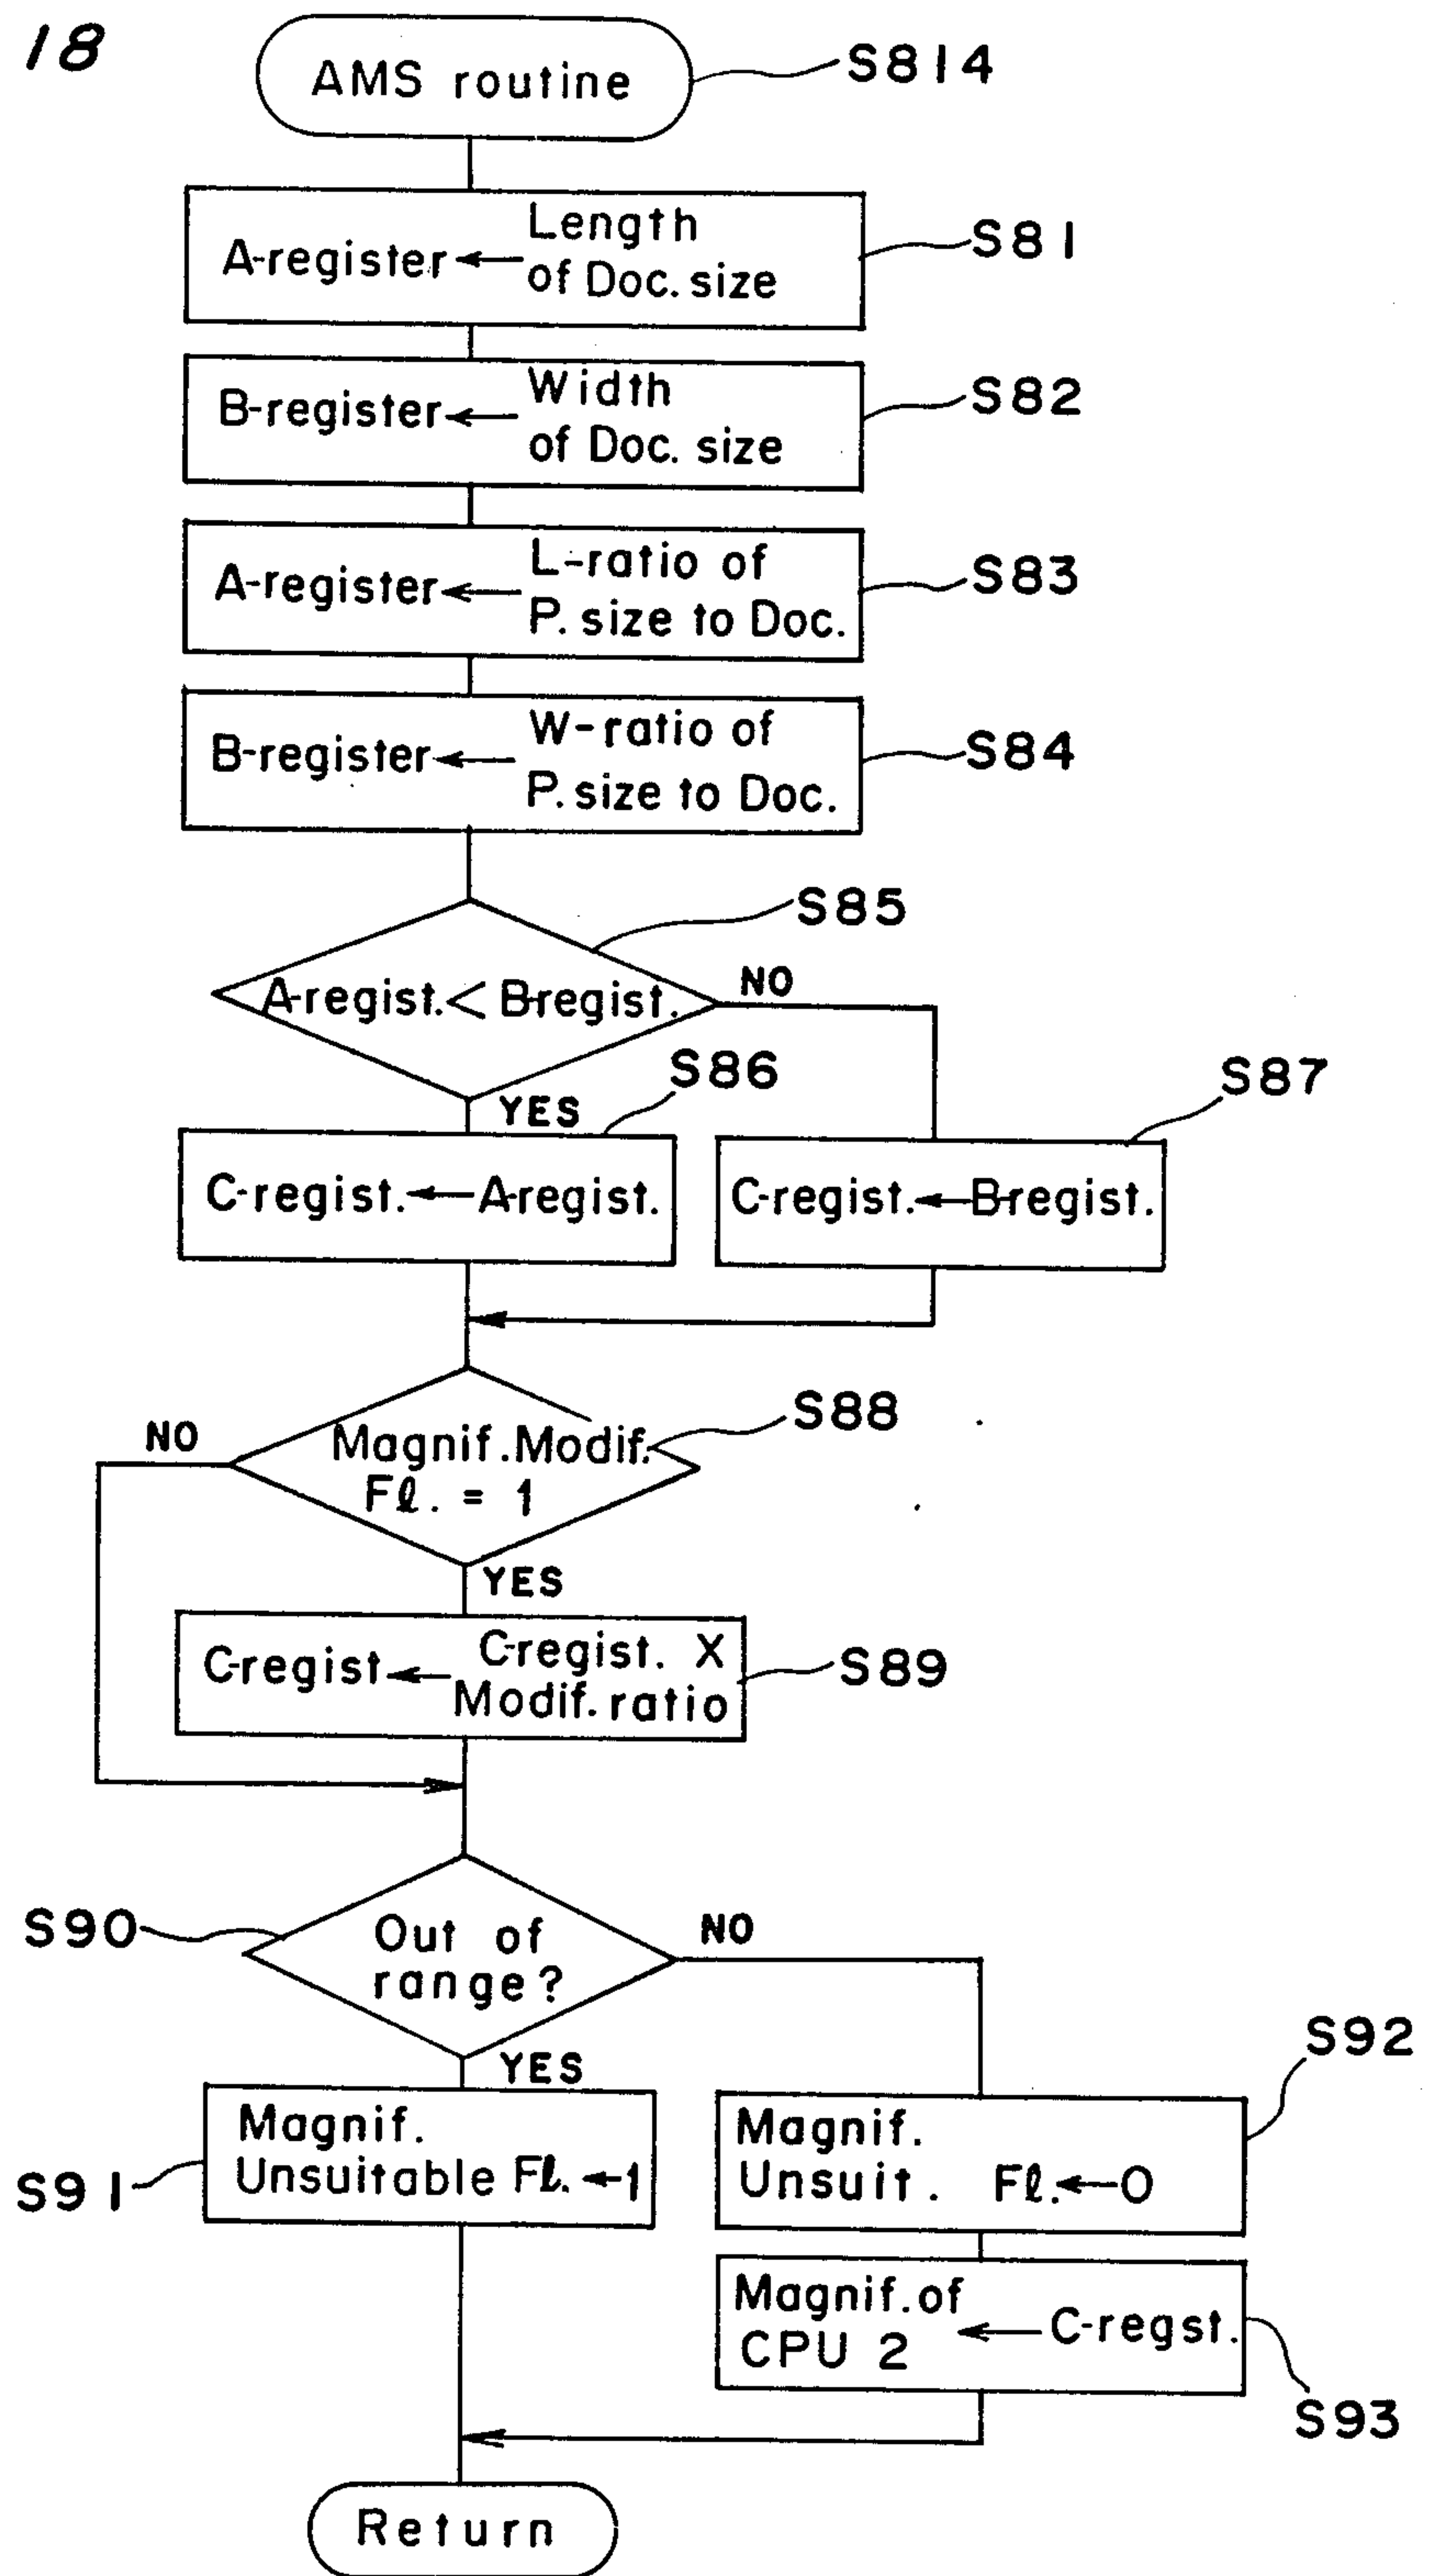 18
AMS routine
S814
A-register ← Length
of Doc. size
S81
B-register ← Width
of Doc. size
S82
A-register ← L-ratio of
P. size to Doc.
S83
B-register ← W-ratio of
P. size to Doc.
S84
S85
A-regist. < B-regist.
NO
S86
S87
YES
C-regist. ← A-regist.
C-regist. ← B-regist.
S88
NO
Magnif. Modif.
Fl. = 1
YES
C-regist ← C-regist. X
Modif. ratio
S89
S90
Out of
range?
NO
S92
YES
Magnif.
Unsuitable Fl. ← 1
S91
Magnif.
Unsuit. Fl. ← 0
Magnif. of
CPU 2 ← C-regst.
S93
Return